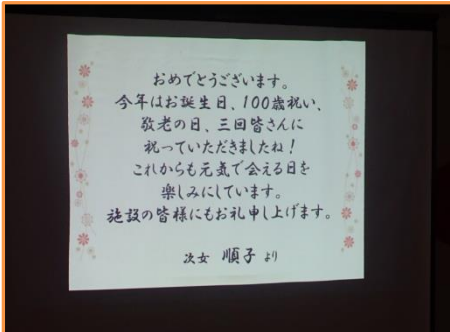 おめでとうございます。
今年はお誕生日、100歳祝い、
敬老の日、三回皆さんに
祝っていただきましたね！
これからも元気で会える日を
楽しみにしています。
施設の皆様にもお礼申し上げます。
次女 順子 より